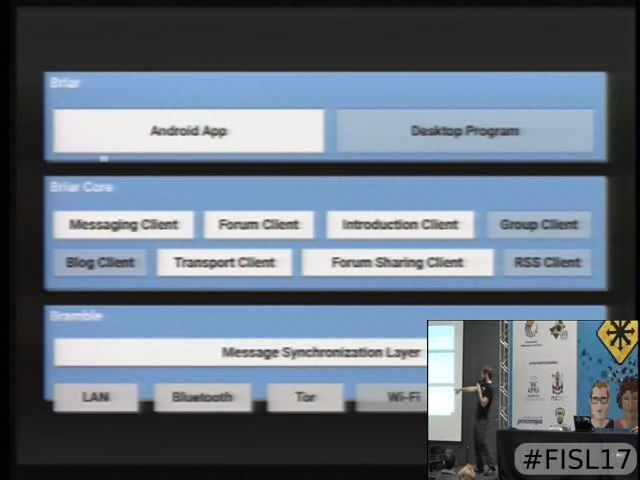 Briar
Android App
Desktop Program
Briar Core
Messaging Client
Forum Client
Introduction Client
Group Client
Blog Client
Transport Client
Forum Sharing Client
RSS Client
Bramble
Message Synchronization Layer
LAN
Bluetooth
Tor
Wi-Fi
procempa
#FISL17